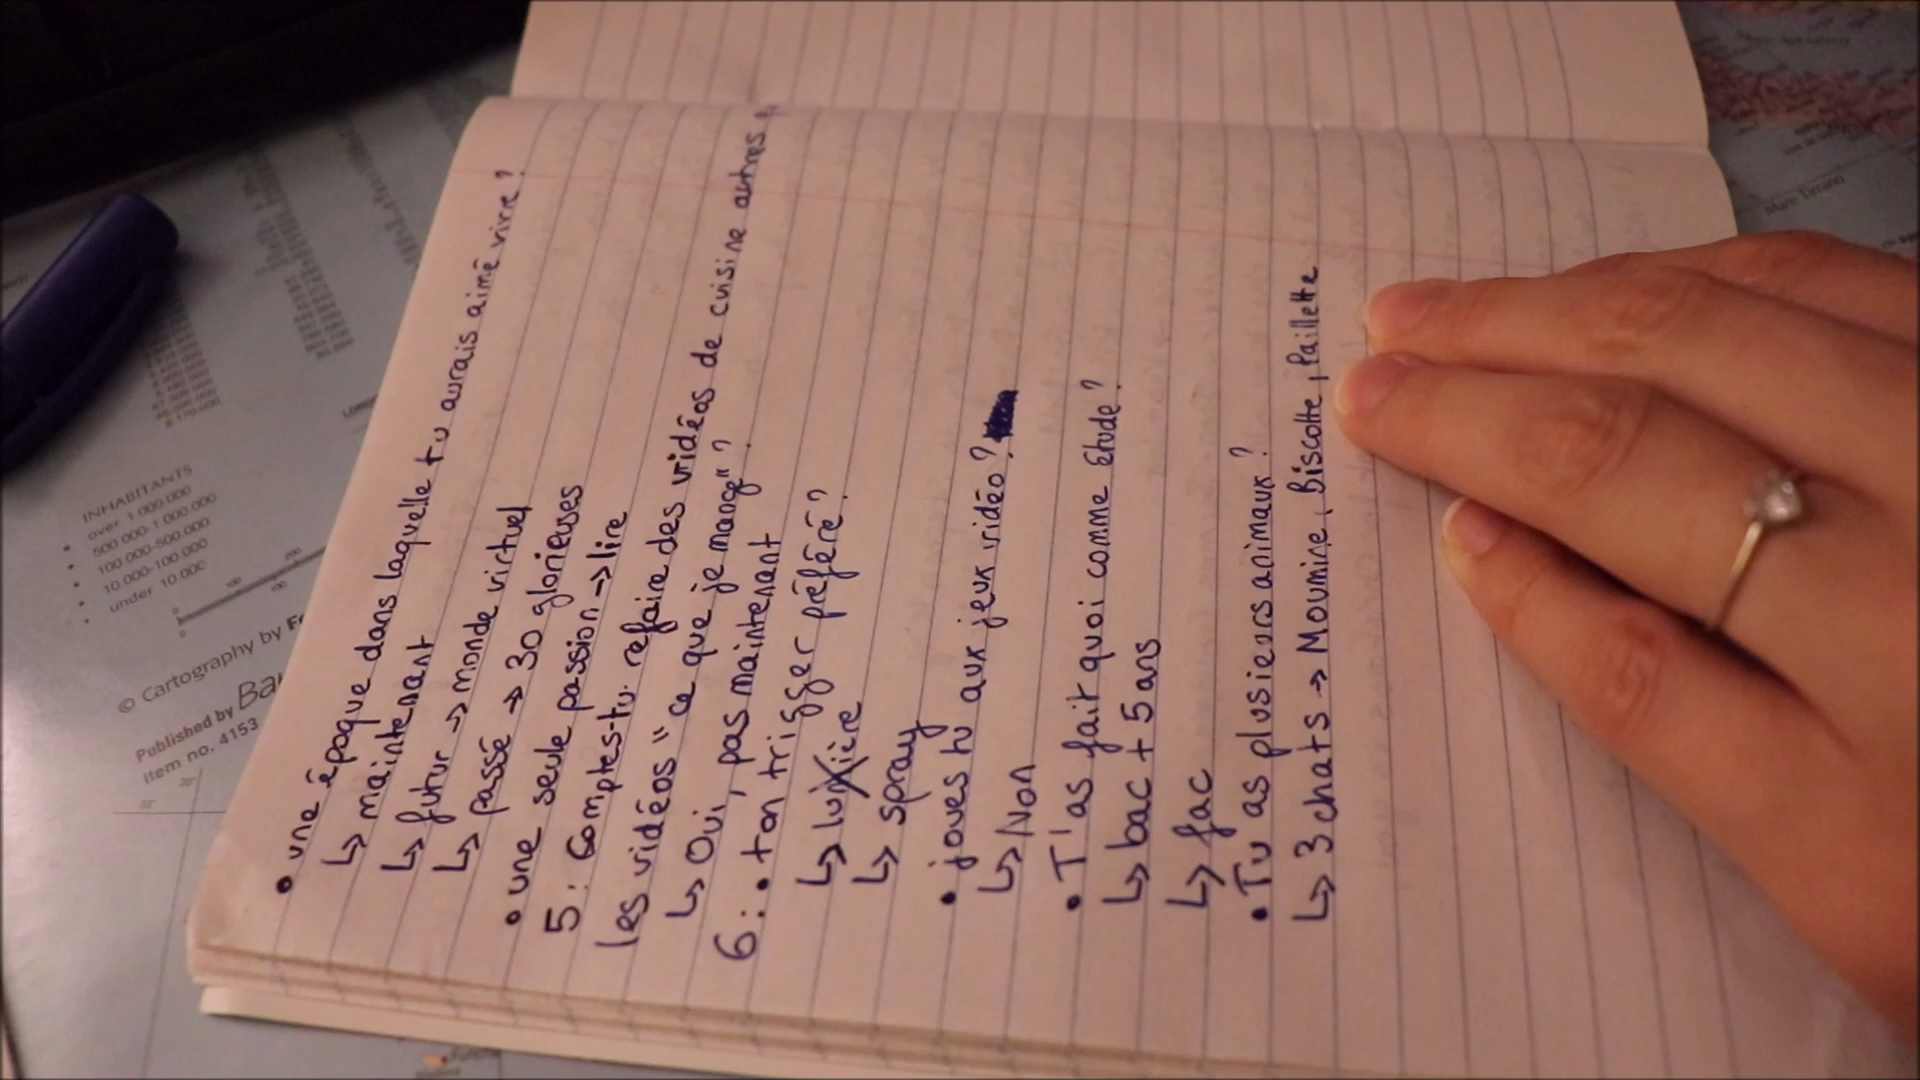 • une époque dans laquelle tu aurais aimé vivre ?
↳ maintenant
↳ futur → monde virtuel
↳ passé → 30 glorieuses
• une seule passion → lire
5 : Comptes-tu refaire des vidéos de cuisine autres
les vidéos " ce que je mange" ?
↳ Oui, pas maintenant
6 : • ton trigger préféré ?
↳ spray
• joues tu aux jeux vidéo ?
↳ Non
• T'as fait quoi comme Etude ?
↳ bac + 5 ans
↳ fac
• Tu as plusieurs animaux ?
↳ 3 chats → Moumine, Biscotte, Paillette
INHABITANTS
over 1 000 000
500 000-1 000 000
100 000-500 000
10 000-100 000
under 10 000
© Cartography by
Published by
Item no. 4153